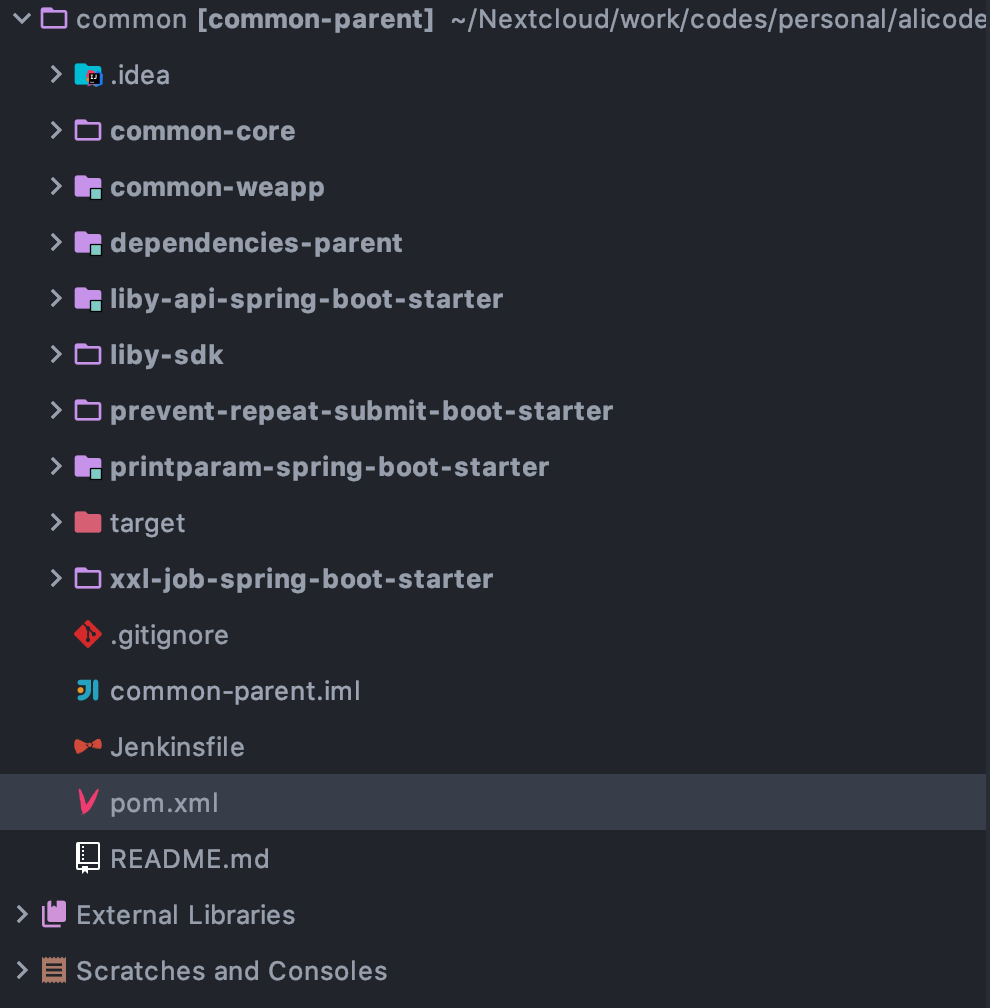 common [common-parent] ~/Nextcloud/work/codes/personal/alicode
.idea
common-core
common-weapp
dependencies-parent
liby-api-spring-boot-starter
liby-sdk
prevent-repeat-submit-boot-starter
printparam-spring-boot-starter
target
xxl-job-spring-boot-starter
.gitignore
common-parent.iml
Jenkinsfile
pom.xml
README.md
External Libraries
Scratches and Consoles